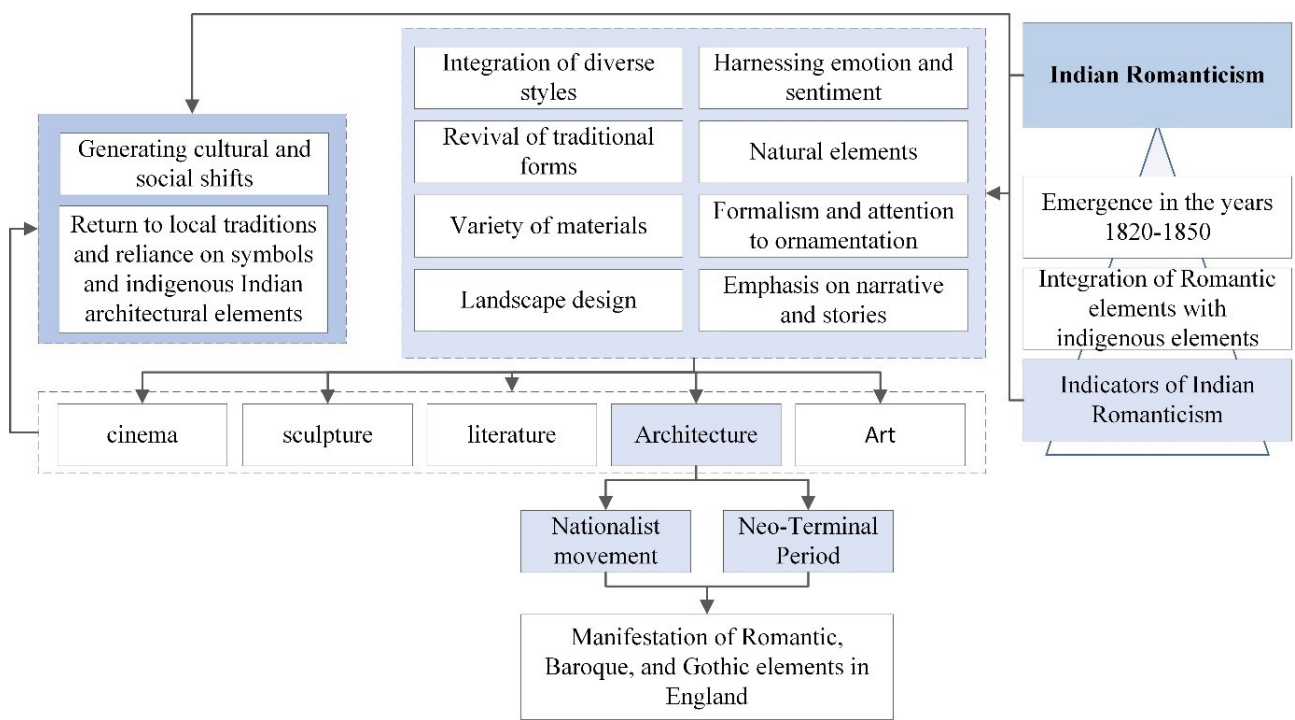 Indian Romanticism
Emergence in the years
1820-1850
Integration of Romantic
elements with
indigenous elements
Indicators of Indian
Romanticism
Integration of diverse
styles
Harnessing emotion and
sentiment
Revival of traditional
forms
Natural elements
Variety of materials
Formalism and attention
to ornamentation
Landscape design
Emphasis on narrative
and stories
Generating cultural and
social shifts
Return to local traditions
and reliance on symbols
and indigenous Indian
architectural elements
cinema
sculpture
literature
Architecture
Art
Nationalist
movement
Neo-Terminal
Period
Manifestation of Romantic,
Baroque, and Gothic elements in
England